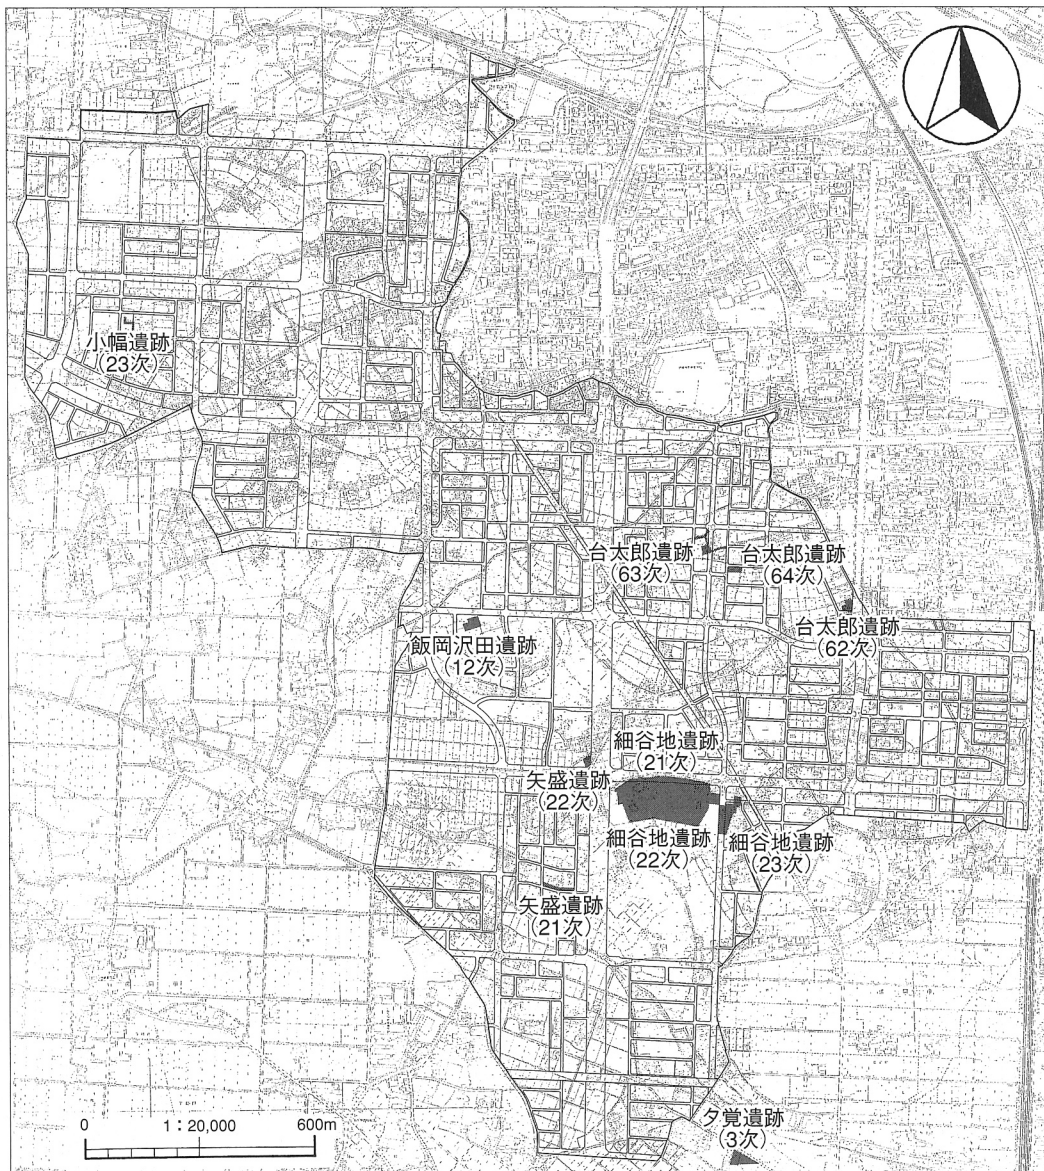 小幅遺跡
(23次)
台太郎遺跡
(63次)
台太郎遺跡
(64次)
台太郎遺跡
(62次)
飯岡沢田遺跡
(12次)
細谷地遺跡
(21次)
矢盛遺跡
(22次)
細谷地遺跡
(22次)
細谷地遺跡
(23次)
矢盛遺跡
(21次)
夕覚遺跡
(3次)
0 1:20,000 600m